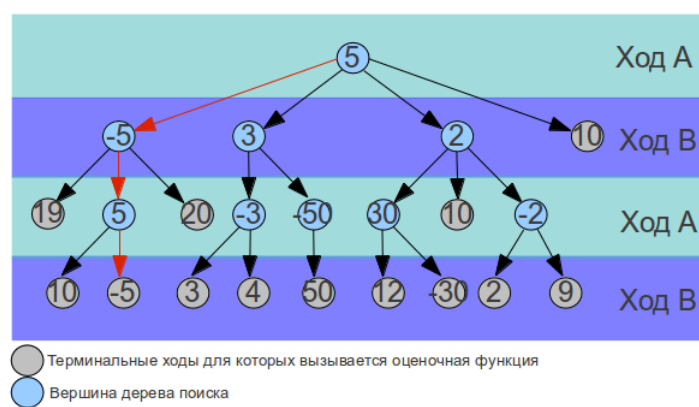 5
Ход А
-5 3 2 10
Ход В
19 5 20 -3 -50 30 10 -2
Ход А
10 -5 3 4 50 12 -30 2 9
Ход В
Терминальные ходы для которых вызывается оценочная функция
Вершина дерева поиска